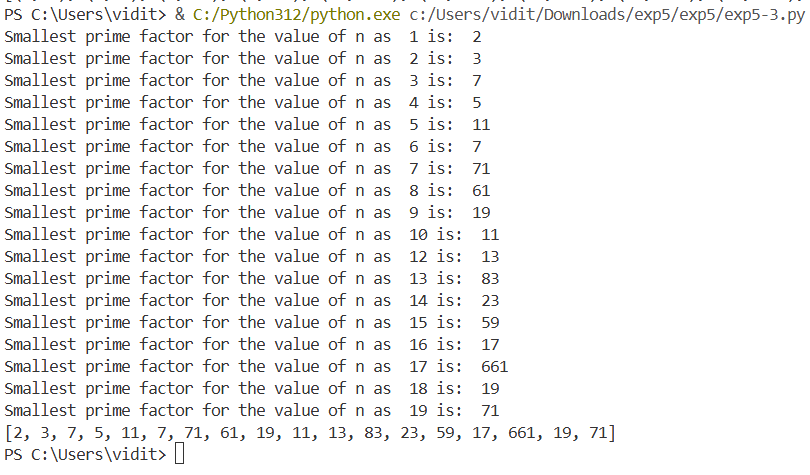 PS C:\Users\vidit> & C:/Python312/python.exe c:/Users/vidit/Downloads/exp5/exp5/exp5-3.py
Smallest prime factor for the value of n as  1 is:  2
Smallest prime factor for the value of n as  2 is:  3
Smallest prime factor for the value of n as  3 is:  7
Smallest prime factor for the value of n as  4 is:  5
Smallest prime factor for the value of n as  5 is:  11
Smallest prime factor for the value of n as  6 is:  7
Smallest prime factor for the value of n as  7 is:  71
Smallest prime factor for the value of n as  8 is:  61
Smallest prime factor for the value of n as  9 is:  19
Smallest prime factor for the value of n as  10 is:  11
Smallest prime factor for the value of n as  12 is:  13
Smallest prime factor for the value of n as  13 is:  83
Smallest prime factor for the value of n as  14 is:  23
Smallest prime factor for the value of n as  15 is:  59
Smallest prime factor for the value of n as  16 is:  17
Smallest prime factor for the value of n as  17 is:  661
Smallest prime factor for the value of n as  18 is:  19
Smallest prime factor for the value of n as  19 is:  71
[2, 3, 7, 5, 11, 7, 71, 61, 19, 11, 13, 83, 23, 59, 17, 661, 19, 71]
PS C:\Users\vidit>